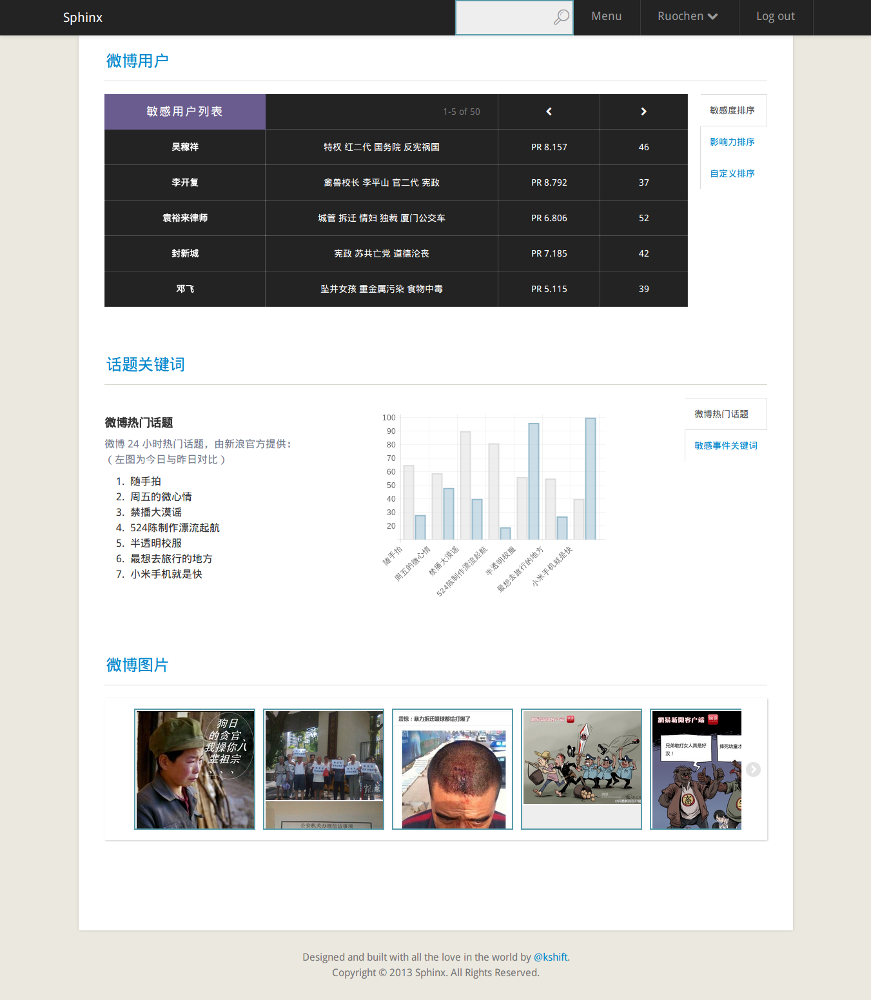 Sphinx
Menu
Ruochen
Log out
微博用户
敏感用户列表
1-5 of 50
敏感度排序
吴稼祥
特权 红二代 国务院 反宪祸国
PR 8.157
46
影响力排序
李开复
禽兽校长 李平山 官二代 宪政
PR 8.792
37
自定义排序
袁裕来律师
城管 拆迁 情妇 独裁 厦门公交车
PR 6.806
52
封新城
宪政 苏共亡党 道德沦丧
PR 7.185
42
邓飞
坠井女孩 重金属污染 食物中毒
PR 5.115
39
话题关键词
微博热门话题
敏感事件关键词
微博热门话题
微博 24 小时热门话题，由新浪官方提供：
（左图为今日与昨日对比）
1. 随手拍
2. 周五的微心情
3. 禁播大漠谣
4. 524陈制作漂流起航
5. 半透明校服
6. 最想去旅行的地方
7. 小米手机就是快
100
90
80
70
60
50
40
30
20
随手拍
周五的微心情
禁播大漠谣
524陈制作漂流起航
半透明校服
最想去旅行的地方
小米手机就是快
微博图片
狗日
的贪官、
我操你八
辈祖宗
、、、
公安机关办理信访事项
震惊：暴力拆迁眼球都给打爆了
網易新聞客户端
網易新聞客户端
兄弟敢打女人真是好
汉！
摔死幼童才
Designed and built with all the love in the world by @kshift.
Copyright © 2013 Sphinx. All Rights Reserved.